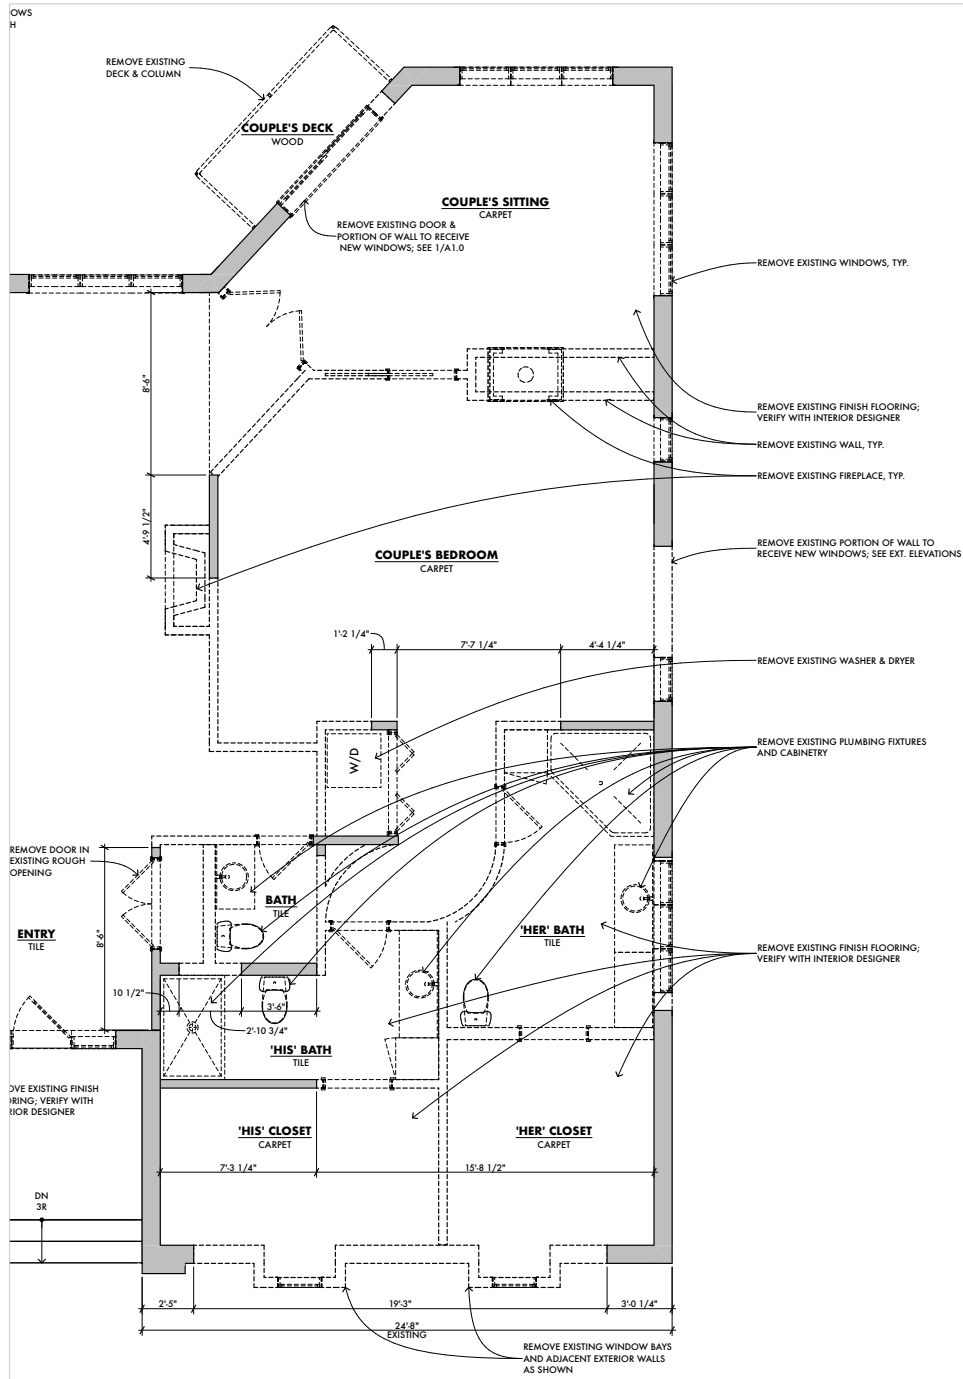 OWS
H
REMOVE EXISTING
DECK & COLUMN
COUPLE'S DECK
WOOD
COUPLE'S SITTING
CARPET
REMOVE EXISTING DOOR &
PORTION OF WALL TO RECEIVE
NEW WINDOWS; SEE 1/A1.0
REMOVE EXISTING WINDOWS, TYP.
8'-6"
REMOVE EXISTING FINISH FLOORING;
VERIFY WITH INTERIOR DESIGNER
REMOVE EXISTING WALL, TYP.
REMOVE EXISTING FIREPLACE, TYP.
4'-9 1/2"
COUPLE'S BEDROOM
CARPET
REMOVE EXISTING PORTION OF WALL TO
RECEIVE NEW WINDOWS; SEE EXT. ELEVATIONS
1'-2 1/4"
7'-7 1/4"
4'-4 1/4"
REMOVE EXISTING WASHER & DRYER
W/D
REMOVE EXISTING PLUMBING FIXTURES
AND CABINETRY
REMOVE DOOR IN
EXISTING ROUGH
OPENING
BATH
TILE
8'-6"
ENTRY
TILE
'HER' BATH
TILE
REMOVE EXISTING FINISH FLOORING;
VERIFY WITH INTERIOR DESIGNER
10 1/2"
3'-6"
2'-10 3/4"
'HIS' BATH
TILE
OVE EXISTING FINISH
RING; VERIFY WITH
RIOR DESIGNER
'HIS' CLOSET
CARPET
'HER' CLOSET
CARPET
7'-3 1/4"
15'-8 1/2"
DN
3R
2'-5"
19'-3"
3'-0 1/4"
24'-8"
EXISTING
REMOVE EXISTING WINDOW BAYS
AND ADJACENT EXTERIOR WALLS
AS SHOWN